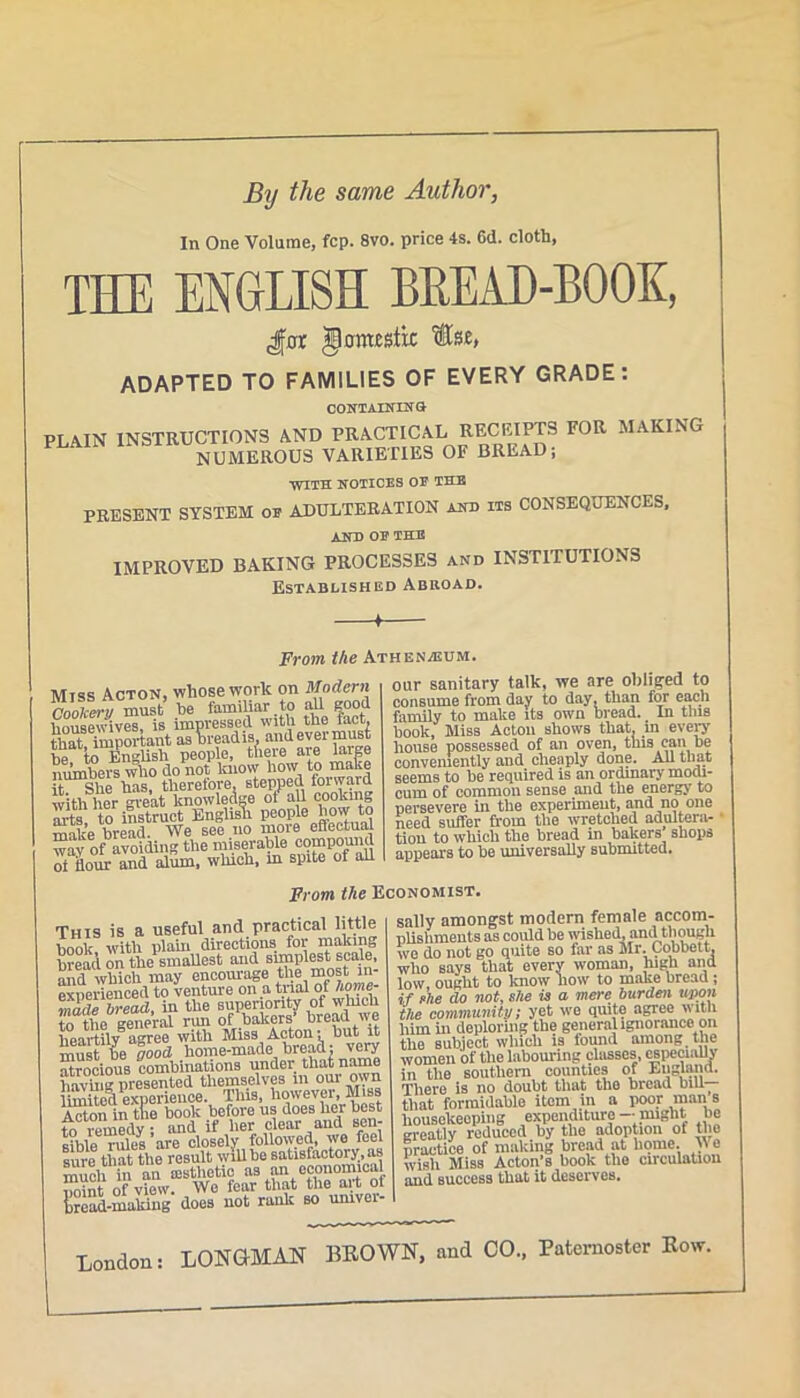 By the same Author,
In One Volume, fcp. 8vo. price 4s. 6d. cloth,
THE ENGLISH BREAD-BOOK,
For Domestic Use,
ADAPTED TO FAMILIES OF EVERY GRADE:
CONTAINING
PLAIN INSTRUCTIONS AND PRACTICAL RECEIPTS FOR MAKING
NUMEROUS VARIETIES OF BREAD;
WITH NOTICES OF THE
PRESENT SYSTEM OF ADULTERATION AND ITS CONSEQUENCES,
AND OF THE
IMPROVED BAKING PROCESSES AND INSTITUTIONS
ESTABLISHED ABROAD.
From the ATHENÆUM.
MISS ACTON, whose work on Modern
Cookery must be familiar to all good
housewives, is impressed with the fact,
that, important as bread is, and ever must
be, to English people, there are large
numbers who do not know how to make
it. She has, therefore, stepped forward
with her great knowledge of all cooking
arts, to instruct English people how to
make bread. We see no more effectual
way of avoiding the miserable compound
of flour and alum, which, in spite of all
our sanitary talk, we are obliged to
consume from day to day, than for each
family to make its own bread. In this
book, Miss Acton shows that, in every
house possessed of an oven, this can be
conveniently and cheaply done. All that
seems to be required is an ordinary modi-
cum of common sense and the energy to
persevere in the experiment, and no one
need suffer from the wretched adultera-
tion to which the bread in bakers' shops
appears to be universally submitted.
From the ECONOMIST.
THIS is a useful and practical little
book, with plain directions for making
bread on the smallest and simplest scale,
and which may encourage the most in-
experienced to venture on a trial of home-
made bread, in the superiority of which
to the general run of bakers' bread we
heartily agree with Miss Acton; but it
must be good home-made bread; very
atrocious combinations under that name
having presented themselves in our own
limited experience. This, however, Miss
Acton in the book before us does her best
to remedy; and if her clear and sen-
sible rules are closely followed, we feel
sure that the result will be satisfactory, as
much in an æsthetic as an economical
point of view. We fear that the art of
bread-making does not rank so univer-
sally amongst modern female accom-
plishments as could be wished, and though
we do not go quite so far as Mr. Cobbett,
who says that every woman, high and
low, ought to know how to make bread;
if she do not, she is a mere burden upon
the community; yet we quite agree with
him in deploring the general ignorance on
the subject which is found among the
women of the labouring classes, especially
in the southern counties of England.
There is no doubt that the bread bill—
that formidable item in a poor man's
housekeeping expenditure—might be
greatly reduced by the adoption of the
practice of making bread at home. We
wish Miss Acton's book the circulation
and success that it deserves.
London: LONGMAN BROWN, and CO., Paternoster Row.